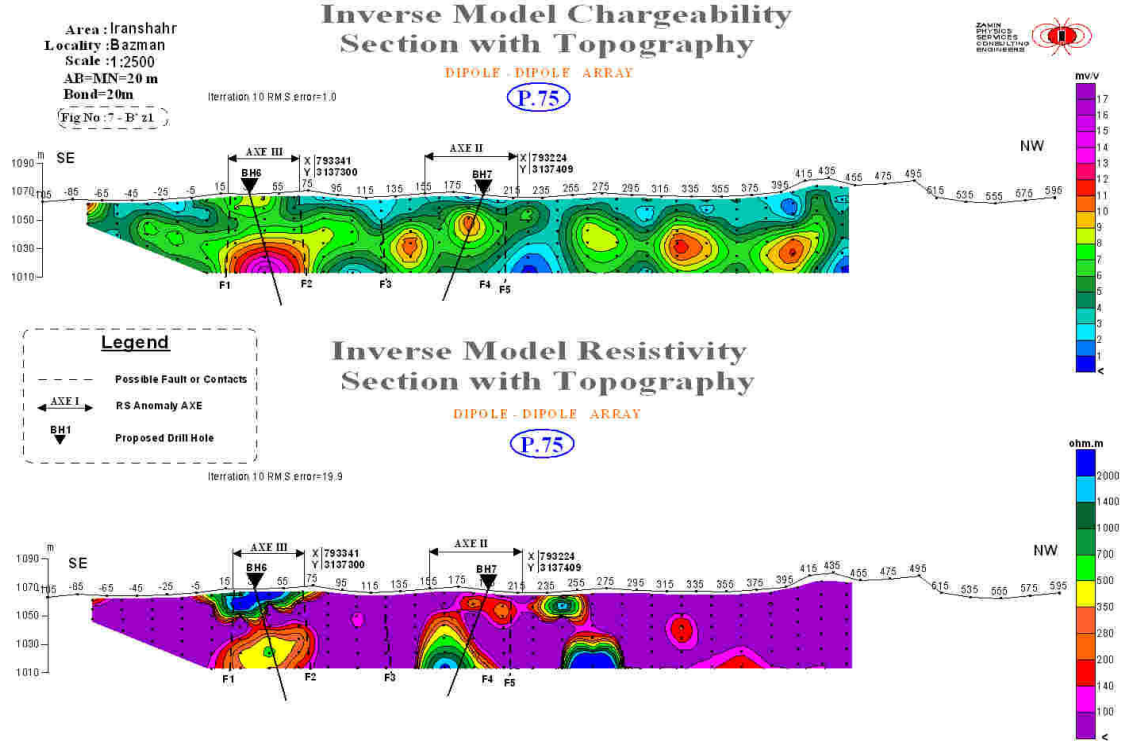 Inverse Model Chargeability
Section with Topography
DIPOLE - DIPOLE ARRAY
P.75
Area : Iranshahr
Locality : Bazman
Scale : 1:2500
AB=MN=20 m
Bond=20m
Fig No :7 - B' z1
Iterration 10 RMS error=1.0
ZAMIN
PHYSICS
SERVICES
CONSULTING
ENGINEERS
mv/v
17
16
15
14
13
12
11
10
9
8
7
6
5
4
3
2
1
<
m
SE
NW
AXE III
X 793341
Y 3137300
AXE II
X 793224
Y 3137409
BH6
BH7
1090
1070
1050
1030
1010
-85 -65 -45 -25 -5 15 55 75 95 115 135 155 175 215 235 255 275 295 315 335 355 375 395 415 435 455 475 495 515 535 555 575 595
F1 F2 F3 F4 F5
Legend
Possible Fault or Contacts
AXE I RS Anomaly AXE
BH1 Proposed Drill Hole
Inverse Model Resistivity
Section with Topography
DIPOLE - DIPOLE ARRAY
P.75
Iterration 10 RMS error=19.9
ohm.m
2000
1400
1000
700
500
350
280
200
140
100
<
m
SE
NW
AXE III
X 793341
Y 3137300
AXE II
X 793224
Y 3137409
BH6
BH7
1090
1070
1050
1030
1010
-85 -65 -45 -25 -5 15 55 75 95 115 135 155 175 215 235 255 275 295 315 335 355 375 395 415 435 455 475 495 515 535 555 575 595
F1 F2 F3 F4 F5